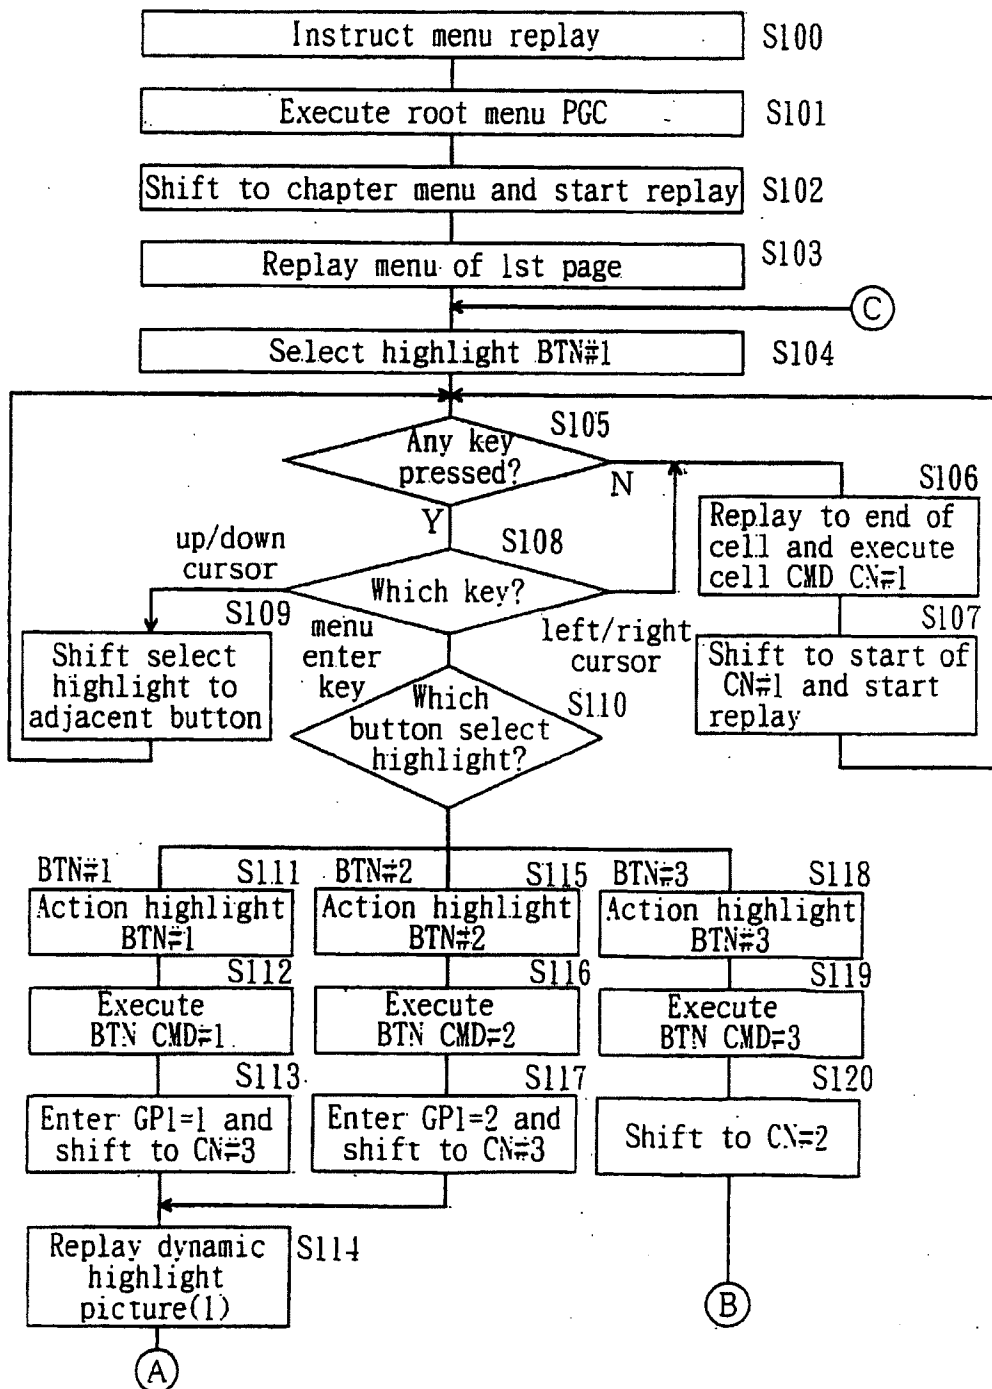 Instruct menu replay
S100
Execute root menu PGC
S101
Shift to chapter menu and start replay
S102
Replay menu of 1st page
S103
C
Select highlight BTN#1
S104
S105
Any key
pressed?
N
Y
S106
Replay to end of
cell and execute
cell CMD CN#1
up/down
cursor
S108
Which key?
S109
Shift select
highlight to
adjacent button
menu
enter
key
left/right
cursor
S107
Shift to start of
CN#1 and start
replay
S110
Which
button select
highlight?
BTN#1
S111
Action highlight
BTN#1
S112
Execute
BTN CMD#1
S113
Enter GP1=1 and
shift to CN#3
BTN#2
S115
Action highlight
BTN#2
S116
Execute
BTN CMD#2
S117
Enter GP1=2 and
shift to CN#3
BTN#3
S118
Action highlight
BTN#3
S119
Execute
BTN CMD#3
S120
Shift to CN#2
Replay dynamic
highlight
picture(1)
S114
A
B